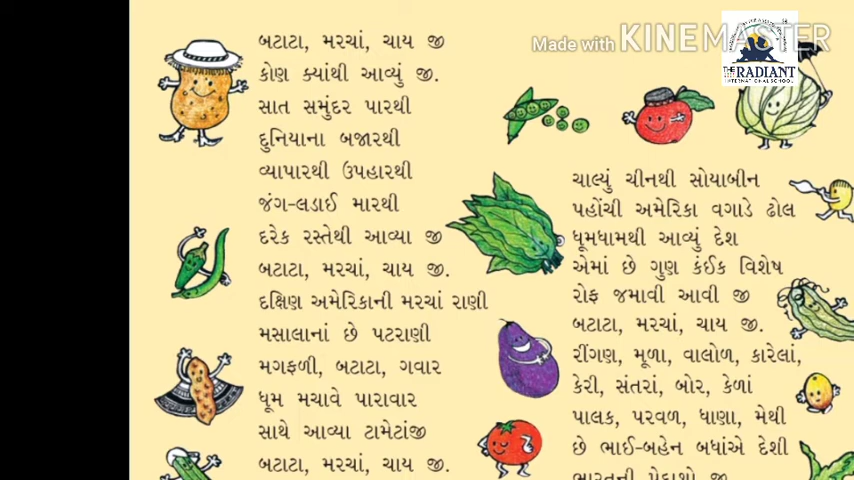 બટાટા, મરચાં, ચાય જી
કોણ ક્યાંથી આવ્યું જી.
સાત સમુંદર પારથી
દુનિયાના બજારથી
વ્યાપારથી ઉપહારથી
જંગ-લડાઈ મારથી
દરેક રસ્તેથી આવ્યા જી
બટાટા, મરચાં, ચાય જી.
દક્ષિણ અમેરિકાની મરચાં રાણી
મસાલાનાં છે પટરાણી
મગફળી, બટાટા, ગવાર
ધૂમ મચાવે પારાવાર
સાથે આવ્યા ટામેટાંજી
બટાટા, મરચાં, ચાય જી.
Made with KINEMASTER
THE RADIANT
INTERNATIONAL SCHOOL
ચાલ્યું ચીનથી સોયાબીન
પહોંચી અમેરિકા વગાડે ઢોલ
ધૂમધામથી આવ્યું દેશ
એમાં છે ગુણ કંઈક વિશેષ
રોફ જમાવી આવી જી
બટાટા, મરચાં, ચાય જી.
રીંગણ, મૂળા, વાલોળ, કારેલાં,
કેરી, સંતરાં, બોર, કેળાં
પાલક, પરવળ, ધાણા, મેથી
છે ભાઈ-બહેન બધાંએ દેશી